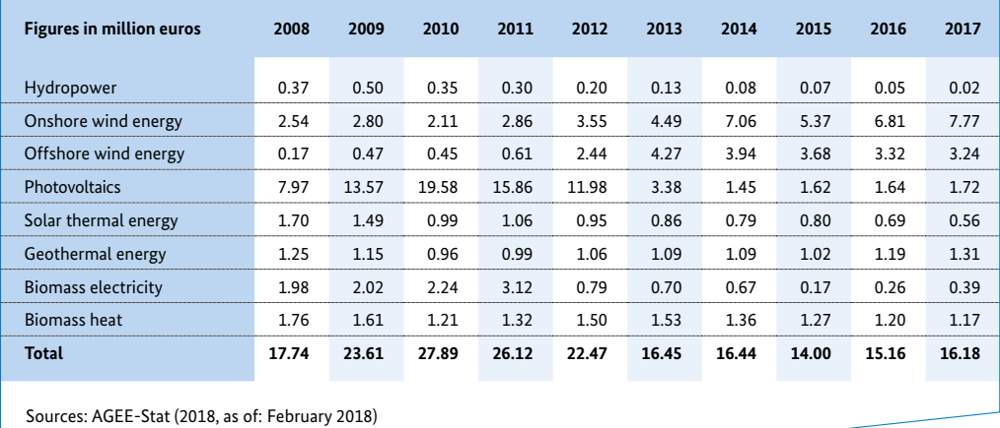 Figures in million euros 2008 2009 2010 2011 2012 2013 2014 2015 2016 2017
Hydropower 0.37 0.50 0.35 0.30 0.20 0.13 0.08 0.07 0.05 0.02
Onshore wind energy 2.54 2.80 2.11 2.86 3.55 4.49 7.06 5.37 6.81 7.77
Offshore wind energy 0.17 0.47 0.45 0.61 2.44 4.27 3.94 3.68 3.32 3.24
Photovoltaics 7.97 13.57 19.58 15.86 11.98 3.38 1.45 1.62 1.64 1.72
Solar thermal energy 1.70 1.49 0.99 1.06 0.95 0.86 0.79 0.80 0.69 0.56
Geothermal energy 1.25 1.15 0.96 0.99 1.06 1.09 1.09 1.02 1.19 1.31
Biomass electricity 1.98 2.02 2.24 3.12 0.79 0.70 0.67 0.17 0.26 0.39
Biomass heat 1.76 1.61 1.21 1.32 1.50 1.53 1.36 1.27 1.20 1.17
Total 17.74 23.61 27.89 26.12 22.47 16.45 16.44 14.00 15.16 16.18
Sources: AGEE-Stat (2018, as of: February 2018)